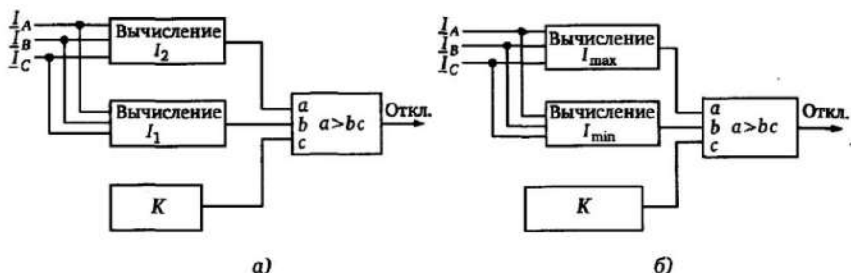 I_A
I_B
I_C
Вычисление
I_2
Вычисление
I_1
K
a
b a>bc
c
Откл.
а)
I_A
I_B
I_C
Вычисление
I_max
Вычисление
I_min
K
a
b a>bc
c
Откл.
б)